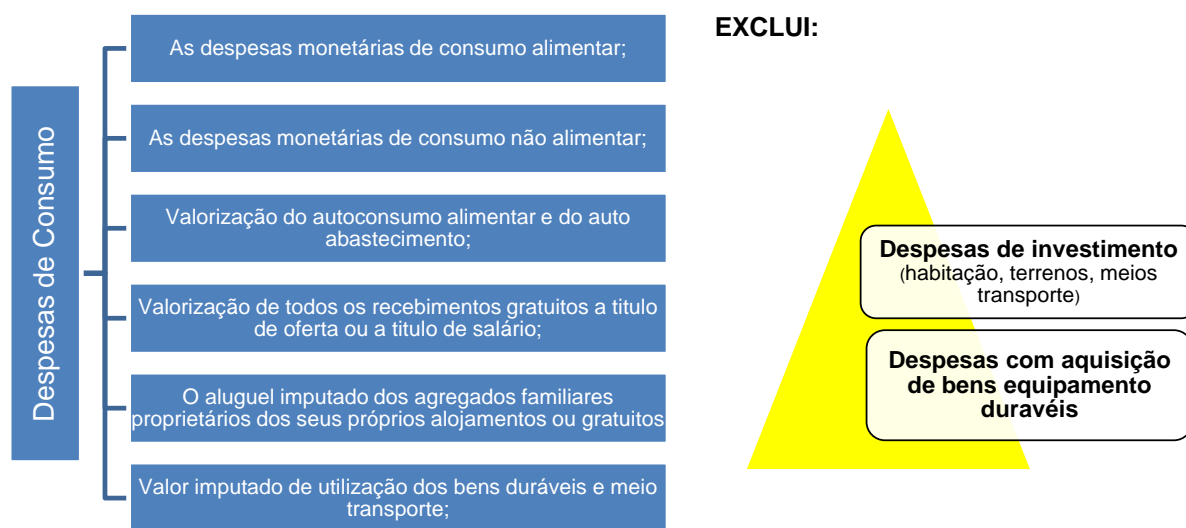 Despesas de Consumo
As despesas monetárias de consumo alimentar;
As despesas monetárias de consumo não alimentar;
Valorização do autoconsumo alimentar e do auto
abastecimento;
Valorização de todos os recebimentos gratuitos a titulo
de oferta ou a titulo de salário;
O aluguel imputado dos agregados familiares
proprietários dos seus próprios alojamentos ou gratuitos
Valor imputado de utilização dos bens duráveis e meio
transporte;
EXCLUI:
Despesas de investimento
(habitação, terrenos, meios
transporte)
Despesas com aquisição
de bens equipamento
duravéis